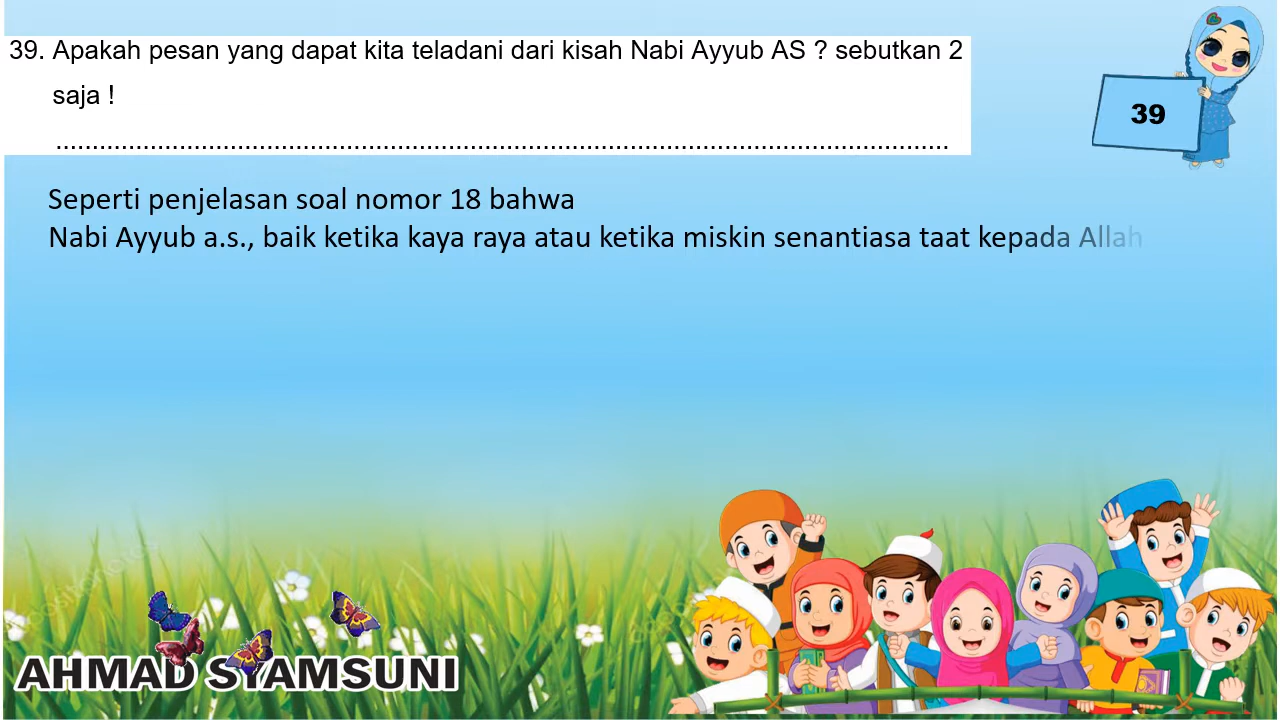 39. Apakah pesan yang dapat kita teladani dari kisah Nabi Ayyub AS ? sebutkan 2
saja !
........................................................................................................................
39
Seperti penjelasan soal nomor 18 bahwa
Nabi Ayyub a.s., baik ketika kaya raya atau ketika miskin senantiasa taat kepada Allah
AHMAD SYAMSUNI